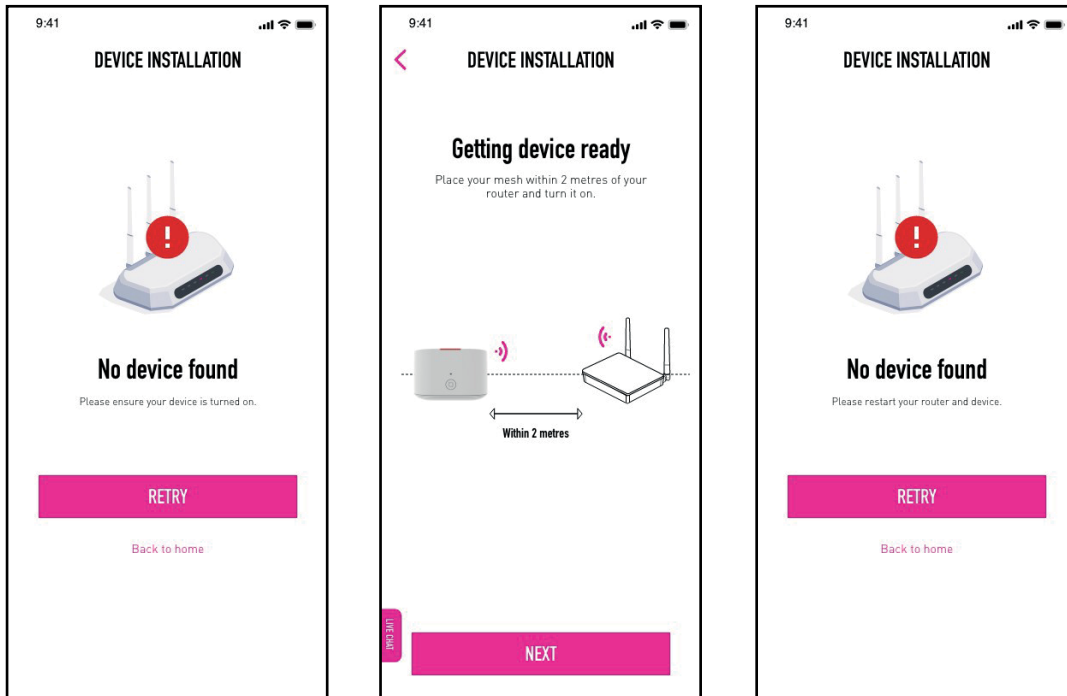 9:41
DEVICE INSTALLATION
No device found
Please ensure your device is turned on.
RETRY
Back to home
9:41
DEVICE INSTALLATION
Getting device ready
Place your mesh within 2 metres of your
router and turn it on.
Within 2 metres
LIVE CHAT
NEXT
9:41
DEVICE INSTALLATION
No device found
Please restart your router and device.
RETRY
Back to home